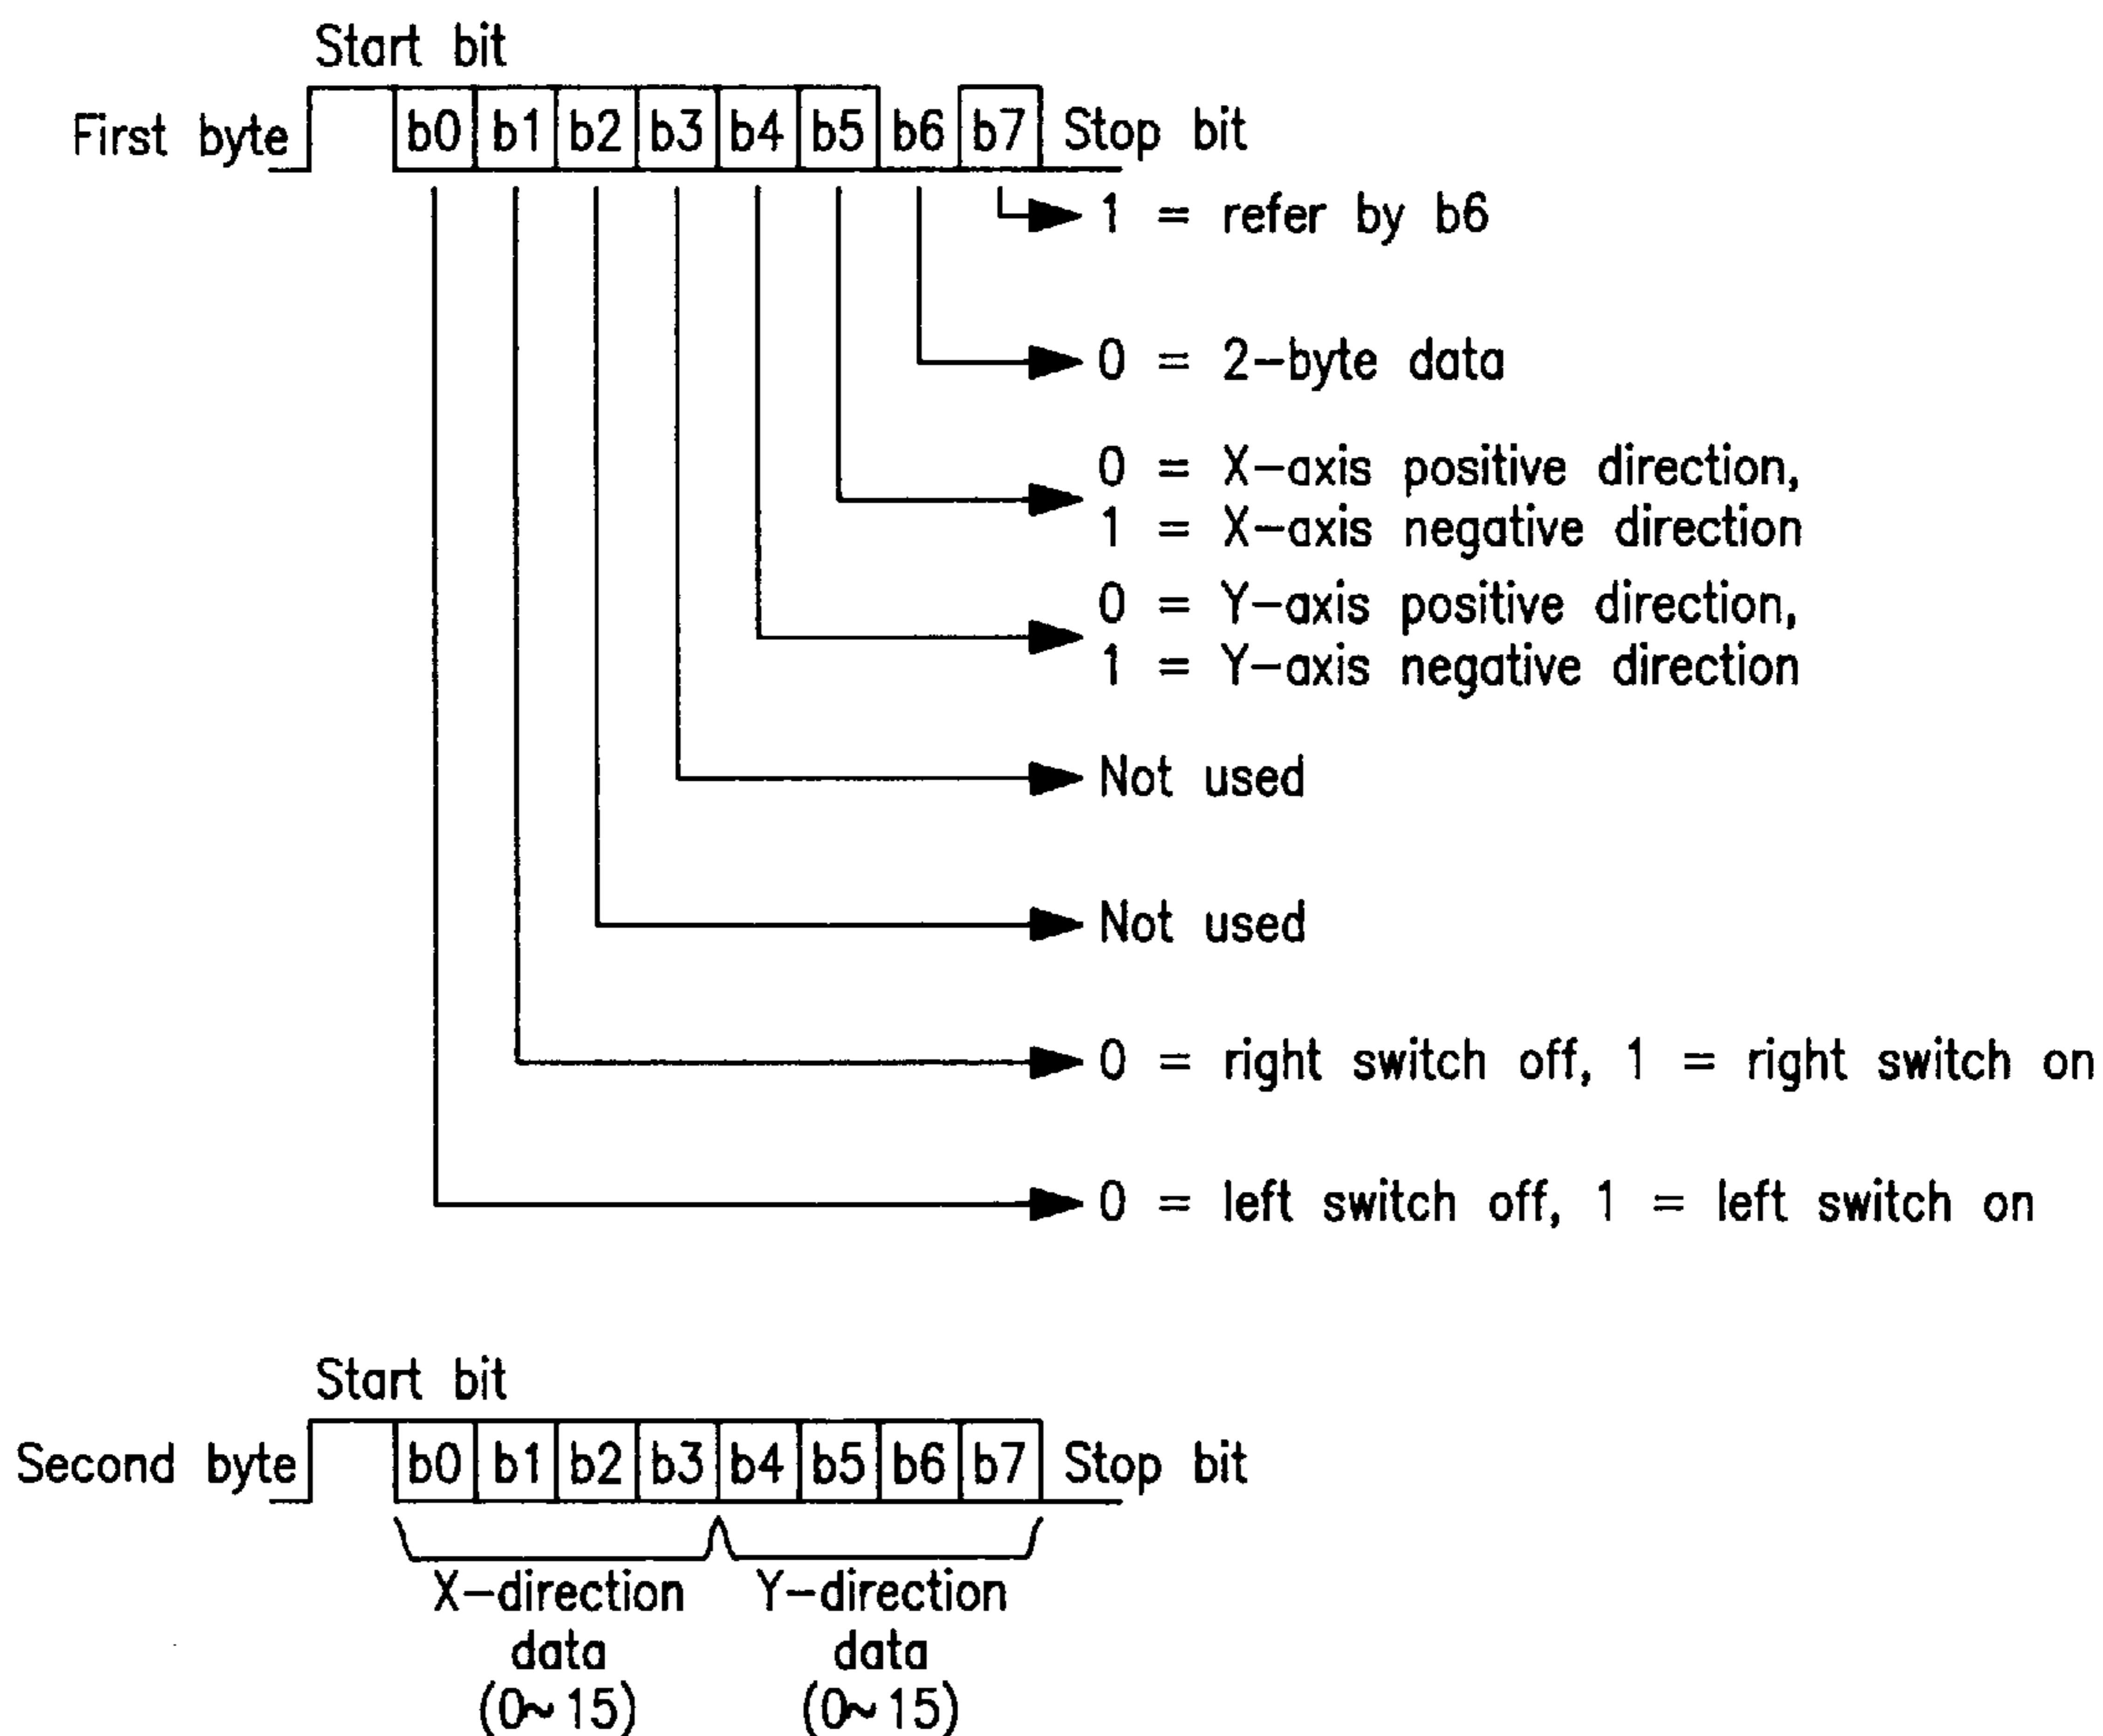 Start bit
First byte b0 b1 b2 b3 b4 b5 b6 b7 Stop bit
1 = refer by b6
0 = 2-byte data
0 = X-axis positive direction,
1 = X-axis negative direction
0 = Y-axis positive direction,
1 = Y-axis negative direction
Not used
Not used
0 = right switch off, 1 = right switch on
0 = left switch off, 1 = left switch on
Start bit
Second byte b0 b1 b2 b3 b4 b5 b6 b7 Stop bit
X-direction Y-direction
data data
(0~15) (0~15)